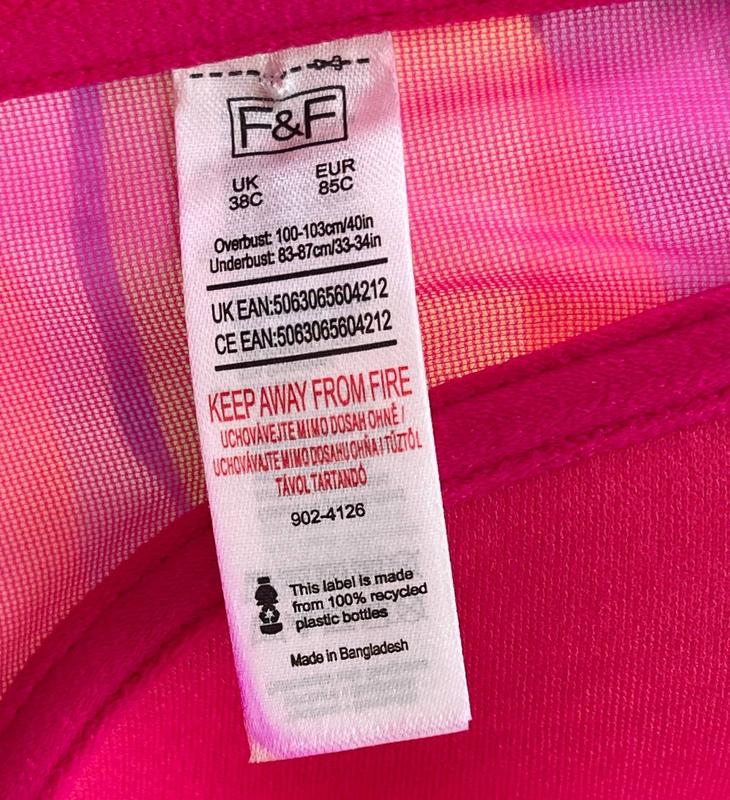 F&F
UK EUR
38C 85C
Overbust: 100-103cm/40in
Underbust: 83-87cm/33-34in
UK EAN:5063065604212
CE EAN:5063065604212
KEEP AWAY FROM FIRE
UCHOVÁVEJTE MIMO DOSAH OHNĚ /
UCHOVÁVAJTE MIMO DOSAHU OHŇA / TŰZTŐL
TÁVOL TARTANDÓ
902-4126
This label is made
from 100% recycled
plastic bottles
Made in Bangladesh